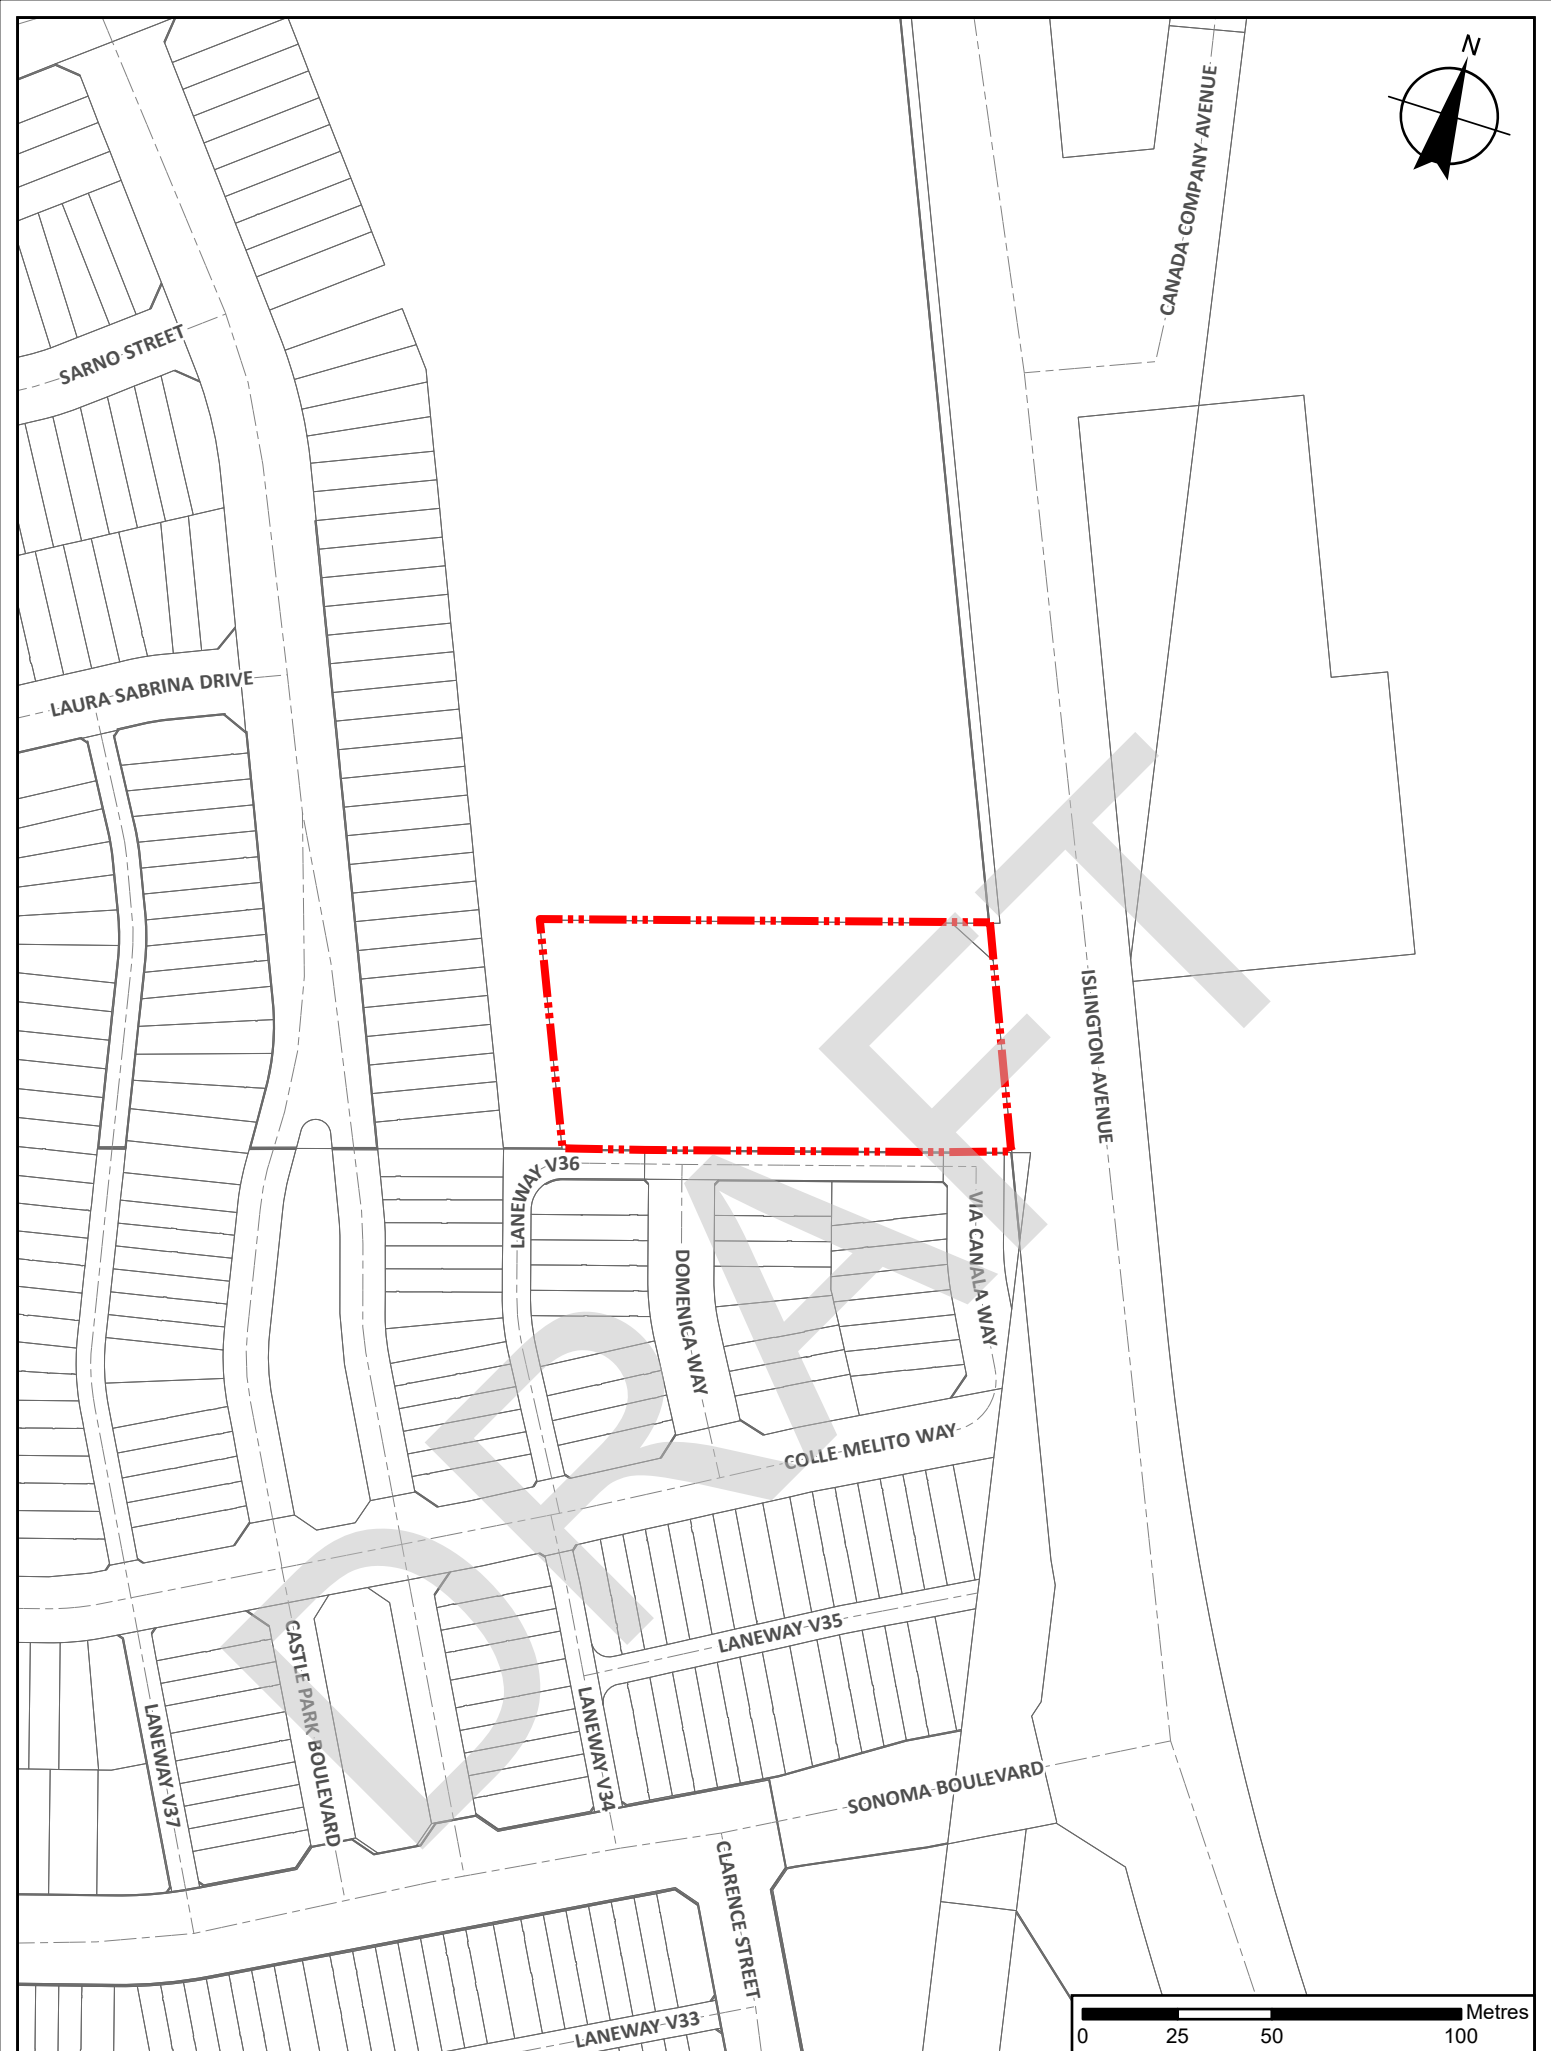 N
CANADA COMPANY AVENUE
SARNO STREET
LAURA SABRINA DRIVE
ISLINGTON AVENUE
LANEWAY V36
DOMENICA WAY
VIA CANALA WAY
COLLE MELITO WAY
LANEWAY V35
CASTLE PARK BOULEVARD
LANEWAY V37
LANEWAY V34
SONOMA BOULEVARD
CLARENCE STREET
LANEWAY V33
DRAFT
Metres
0 25 50 100